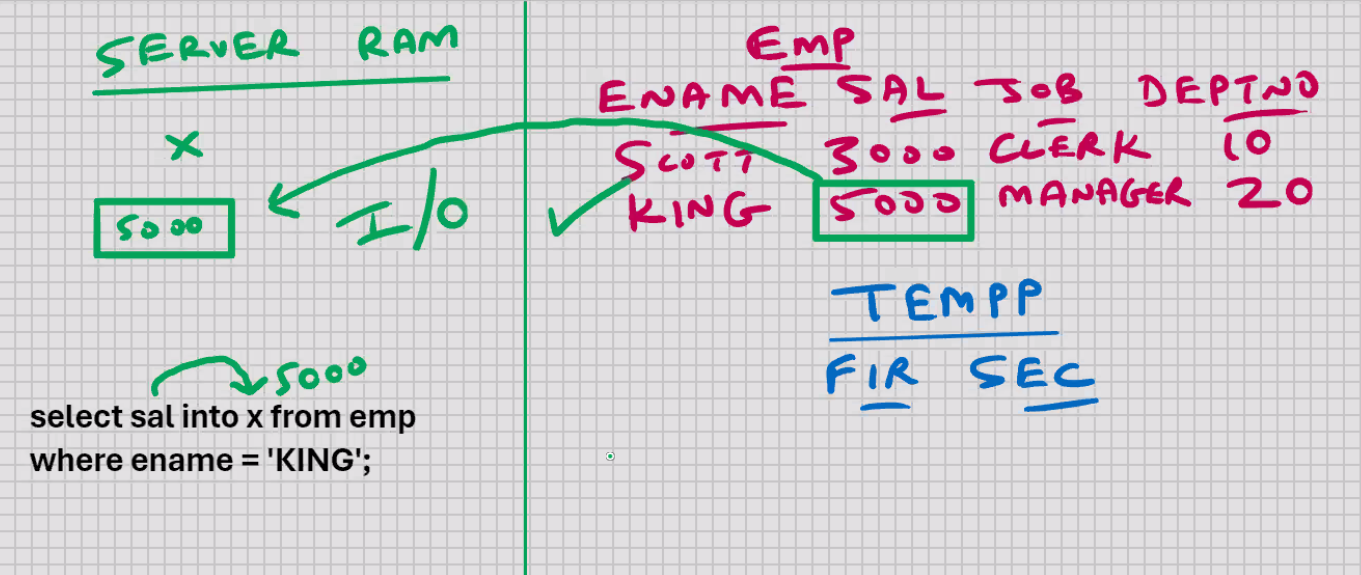 SERVER RAM
x
5000
I/O
5000
select sal into x from emp
where ename = 'KING';
Emp
ENAME SAL JOB DEPTNO
SCOTT 3000 CLERK 10
KING 5000 MANAGER 20
TEMPP
FIR SEC